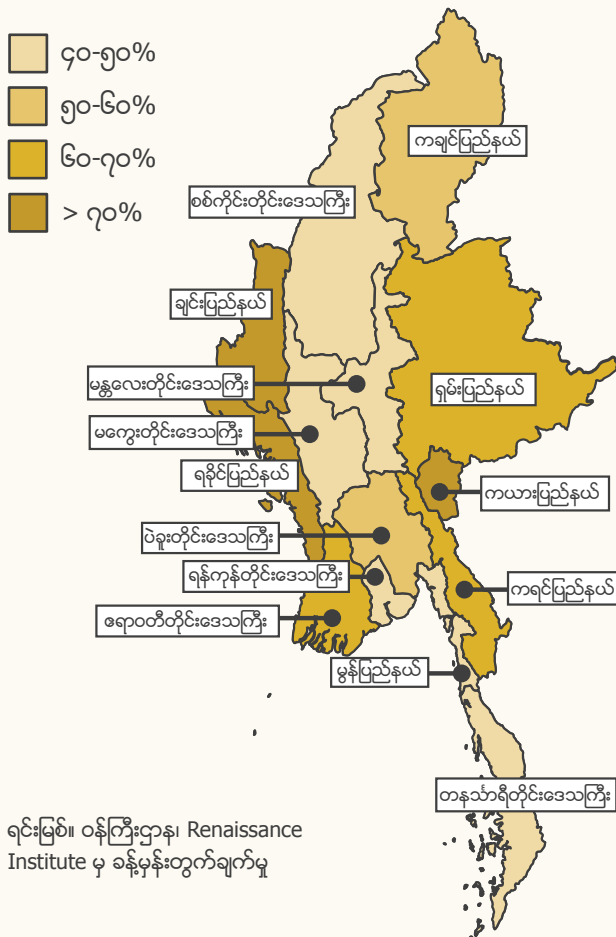 ၄၀-၅၀%
၅၀-၆၀%
၆၀-၇၀%
> ၇၀%
ကချင်ပြည်နယ်
စစ်ကိုင်းတိုင်းဒေသကြီး
ချင်းပြည်နယ်
မန္တလေးတိုင်းဒေသကြီး
ရှမ်းပြည်နယ်
မကွေးတိုင်းဒေသကြီး
ရခိုင်ပြည်နယ်
ကယားပြည်နယ်
ပဲခူးတိုင်းဒေသကြီး
ရန်ကုန်တိုင်းဒေသကြီး
ကရင်ပြည်နယ်
ဧရာဝတီတိုင်းဒေသကြီး
မွန်ပြည်နယ်
တနင်္သာရီတိုင်းဒေသကြီး
ရင်းမြစ်။ ဝန်ကြီးဌာန၊ Renaissance
Institute မှ ခန့်မှန်းတွက်ချက်မှု